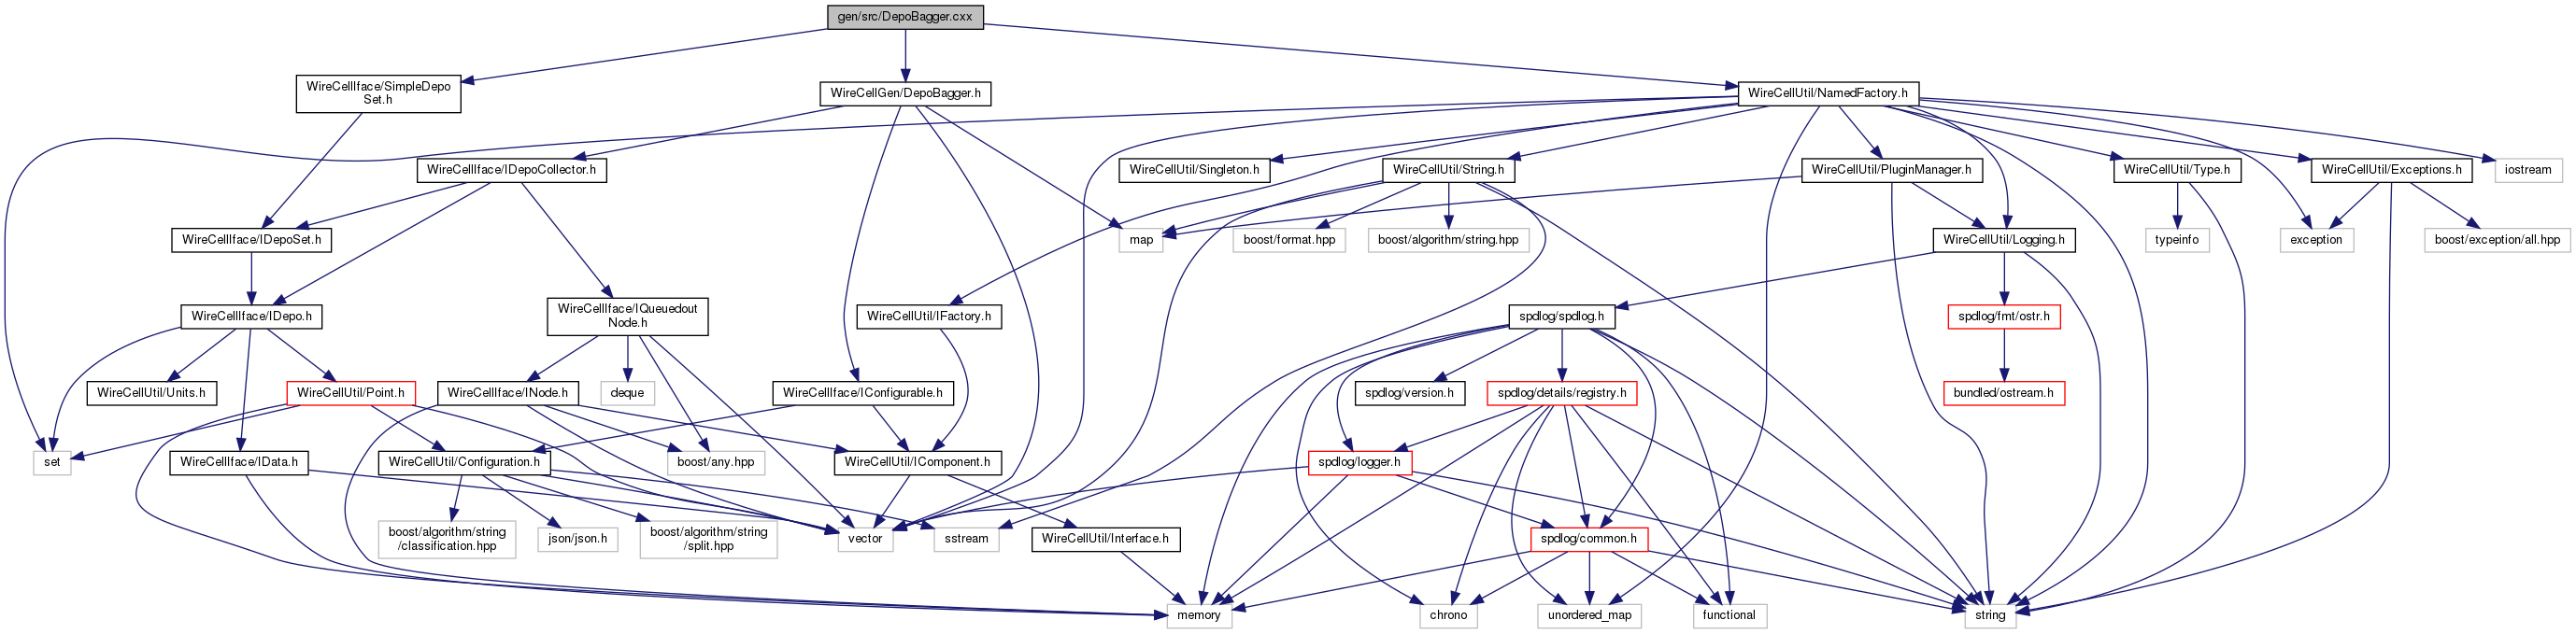 gen/src/DepoBagger.cxx
WireCellIface/SimpleDepo
Set.h
WireCellGen/DepoBagger.h
WireCellUtil/NamedFactory.h
WireCellIface/IDepoCollector.h
WireCellUtil/Singleton.h
WireCellUtil/String.h
WireCellUtil/PluginManager.h
WireCellUtil/Type.h
WireCellUtil/Exceptions.h
iostream
WireCellIface/IDepoSet.h
map
boost/format.hpp
boost/algorithm/string.hpp
WireCellUtil/Logging.h
typeinfo
exception
boost/exception/all.hpp
WireCellIface/IDepo.h
WireCellIface/IQueuedout
Node.h
WireCellUtil/IFactory.h
spdlog/spdlog.h
spdlog/fmt/ostr.h
WireCellUtil/Units.h
WireCellUtil/Point.h
WireCellIface/INode.h
deque
WireCellIface/IConfigurable.h
spdlog/version.h
spdlog/details/registry.h
bundled/ostream.h
set
WireCellIface/IData.h
WireCellUtil/Configuration.h
boost/any.hpp
WireCellUtil/IComponent.h
spdlog/logger.h
boost/algorithm/string
/classification.hpp
json/json.h
boost/algorithm/string
/split.hpp
vector
sstream
WireCellUtil/Interface.h
spdlog/common.h
memory
chrono
unordered_map
functional
string